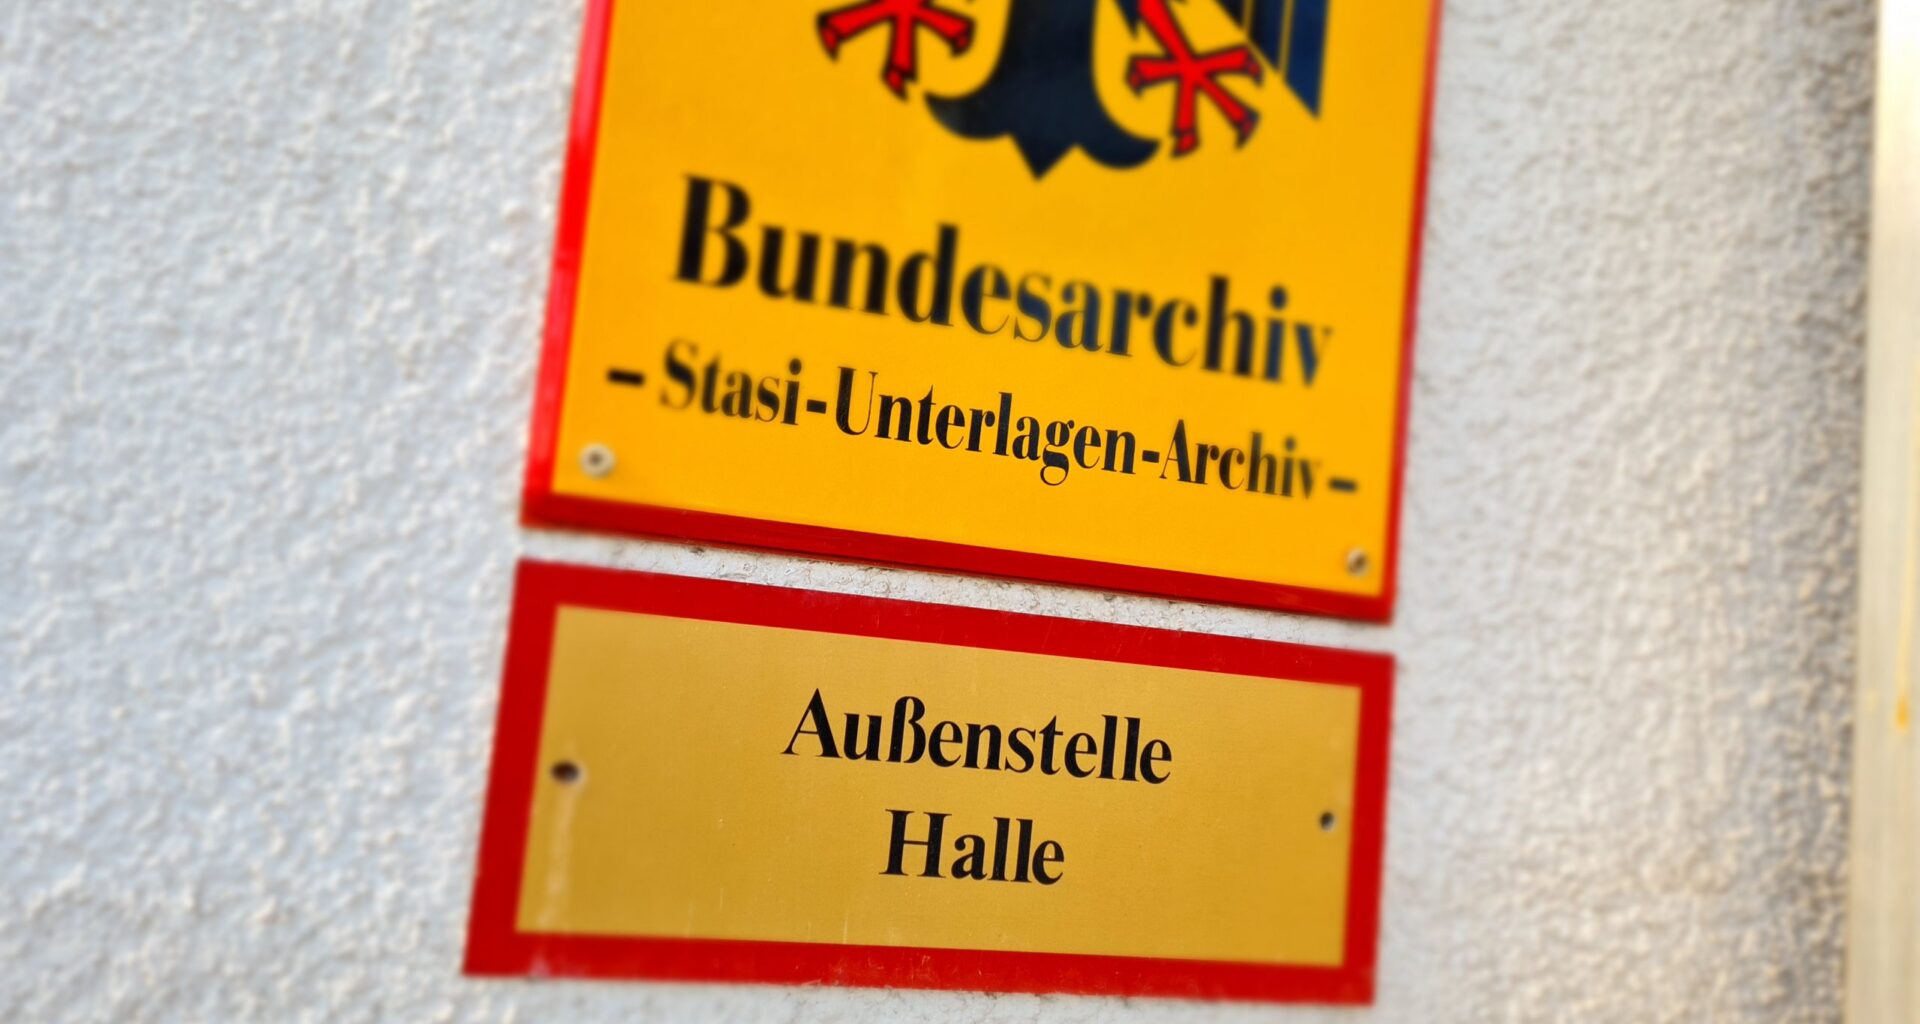 Bundesarchiv
– Stasi-Unterlagen-Archiv –
Außenstelle
Halle